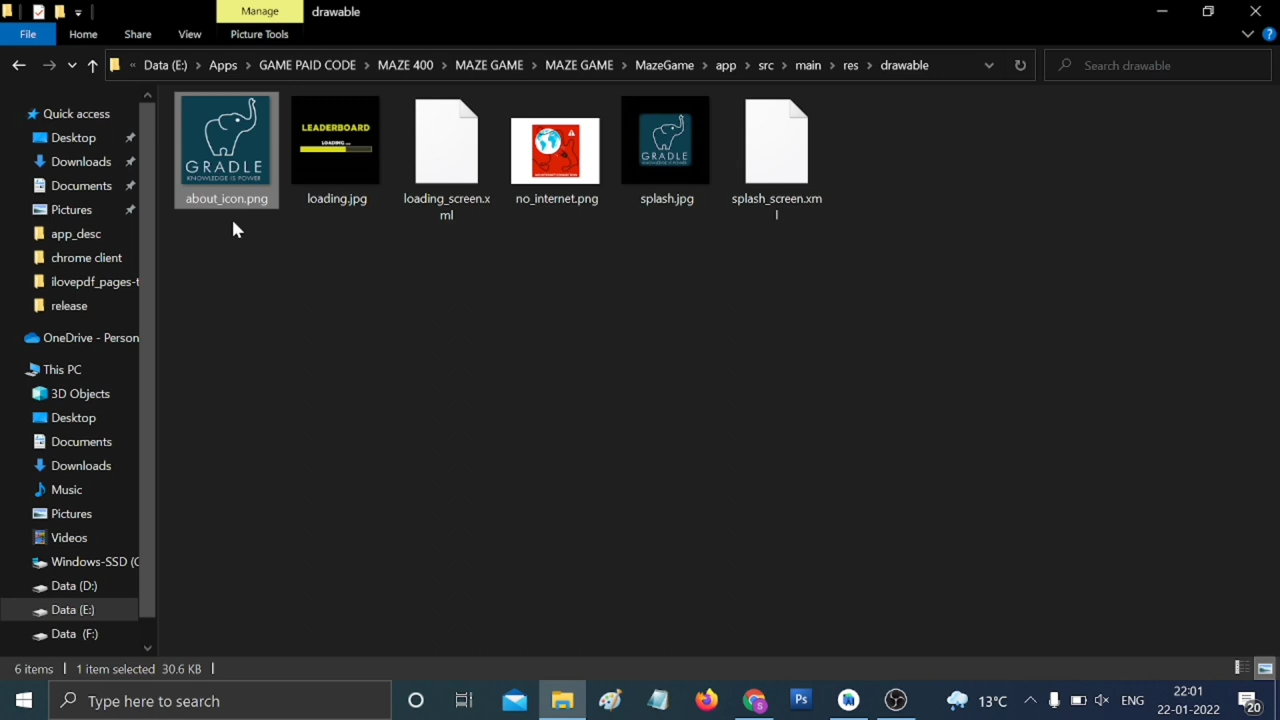 Manage
drawable
File
Home
Share
View
Picture Tools
« Data (E:) > Apps > GAME PAID CODE > MAZE 400 > MAZE GAME > MAZE GAME > MazeGame > app > src > main > res > drawable
Search drawable
Quick access
Desktop
Downloads
Documents
Pictures
app_desc
chrome client
ilovepdf_pages-t
release
OneDrive - Person
This PC
3D Objects
Desktop
Documents
Downloads
Music
Pictures
Videos
Windows-SSD (C
Data (D:)
Data (E:)
Data (F:)
GRADLE
KNOWLEDGE IS POWER
about_icon.png
LEADERBOARD
LOADING...
loading.jpg
loading_screen.x
ml
no_internet.png
GRADLE
splash.jpg
splash_screen.xm
l
6 items
1 item selected 30.6 KB
Type here to search
Ps
13°C
ENG
22:01
22-01-2022
20